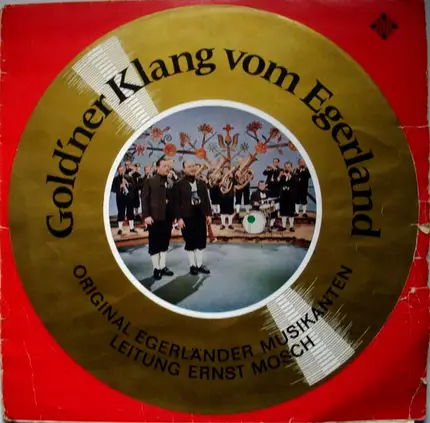 Gold'ner Klang vom Egerland
ORIGINAL EGERLÄNDER MUSIKANTEN
LEITUNG ERNST MOSCH